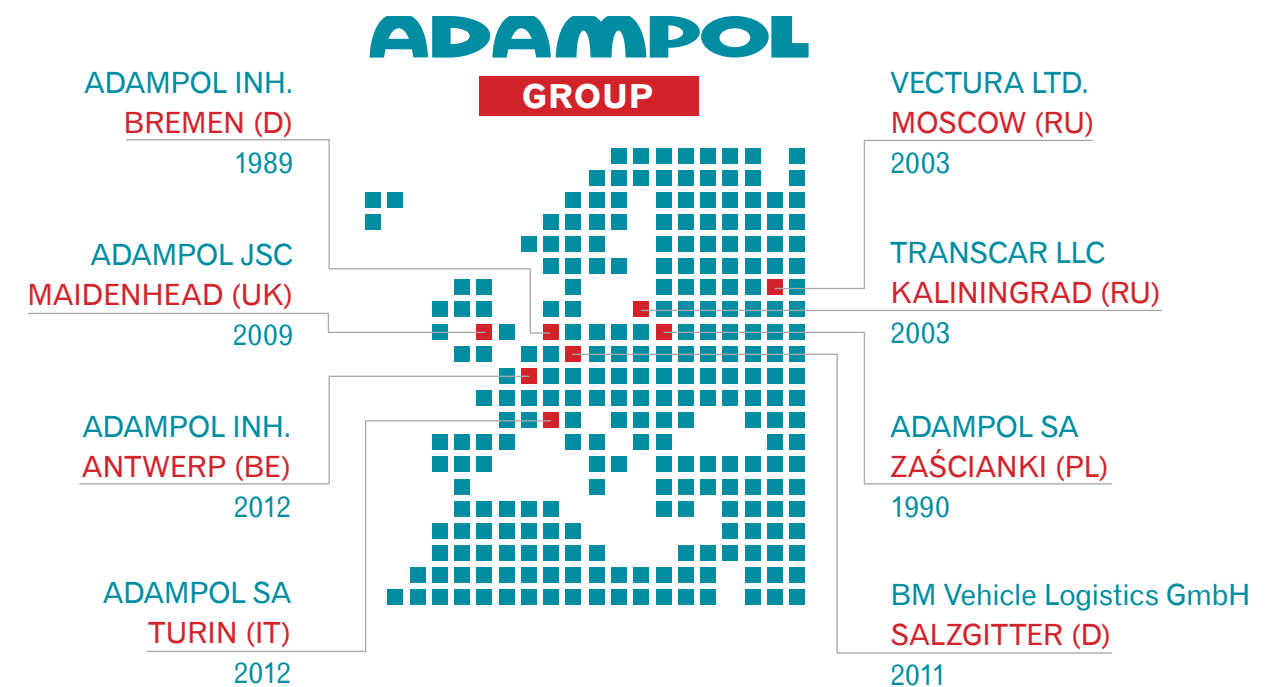 ADAMPOL
GROUP
ADAMPOL INH.
BREMEN (D)
1989
ADAMPOL JSC
MAIDENHEAD (UK)
2009
ADAMPOL INH.
ANTWERP (BE)
2012
ADAMPOL SA
TURIN (IT)
2012
VECTURA LTD.
MOSCOW (RU)
2003
TRANSCAR LLC
KALININGRAD (RU)
2003
ADAMPOL SA
ZAŚCIANKI (PL)
1990
BM Vehicle Logistics GmbH
SALZGITTER (D)
2011